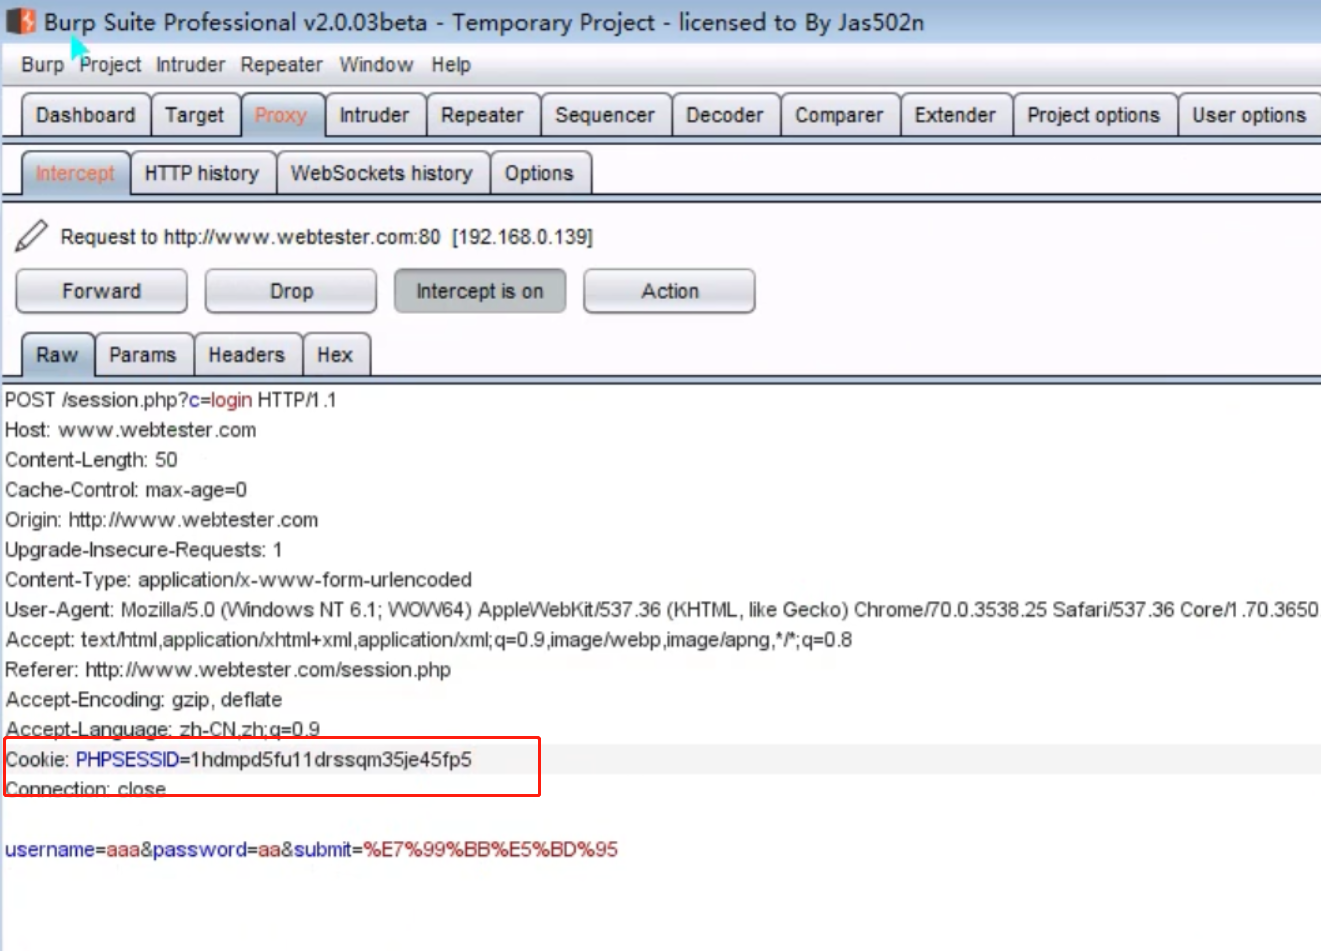 Burp Suite Professional v2.0.03beta - Temporary Project - licensed to By Jas502n
Burp Project Intruder Repeater Window Help
Dashboard Target Proxy Intruder Repeater Sequencer Decoder Comparer Extender Project options User options
Intercept HTTP history WebSockets history Options
Request to http://www.webtester.com:80 [192.168.0.139]
Forward Drop Intercept is on Action
Raw Params Headers Hex
POST /session.php?c=login HTTP/1.1
Host: www.webtester.com
Content-Length: 50
Cache-Control: max-age=0
Origin: http://www.webtester.com
Upgrade-Insecure-Requests: 1
Content-Type: application/x-www-form-urlencoded
User-Agent: Mozilla/5.0 (Windows NT 6.1; WOW64) AppleWebKit/537.36 (KHTML, like Gecko) Chrome/70.0.3538.25 Safari/537.36 Core/1.70.3650
Accept: text/html,application/xhtml+xml,application/xml;q=0.9,image/webp,image/apng,*/*;q=0.8
Referer: http://www.webtester.com/session.php
Accept-Encoding: gzip, deflate
Accept-Language: zh-CN,zh;q=0.9
Cookie: PHPSESSID=1hdmpd5fu11drssqm35je45fp5
Connection: close
username=aaa&password=aa&submit=%E7%99%BB%E5%BD%95